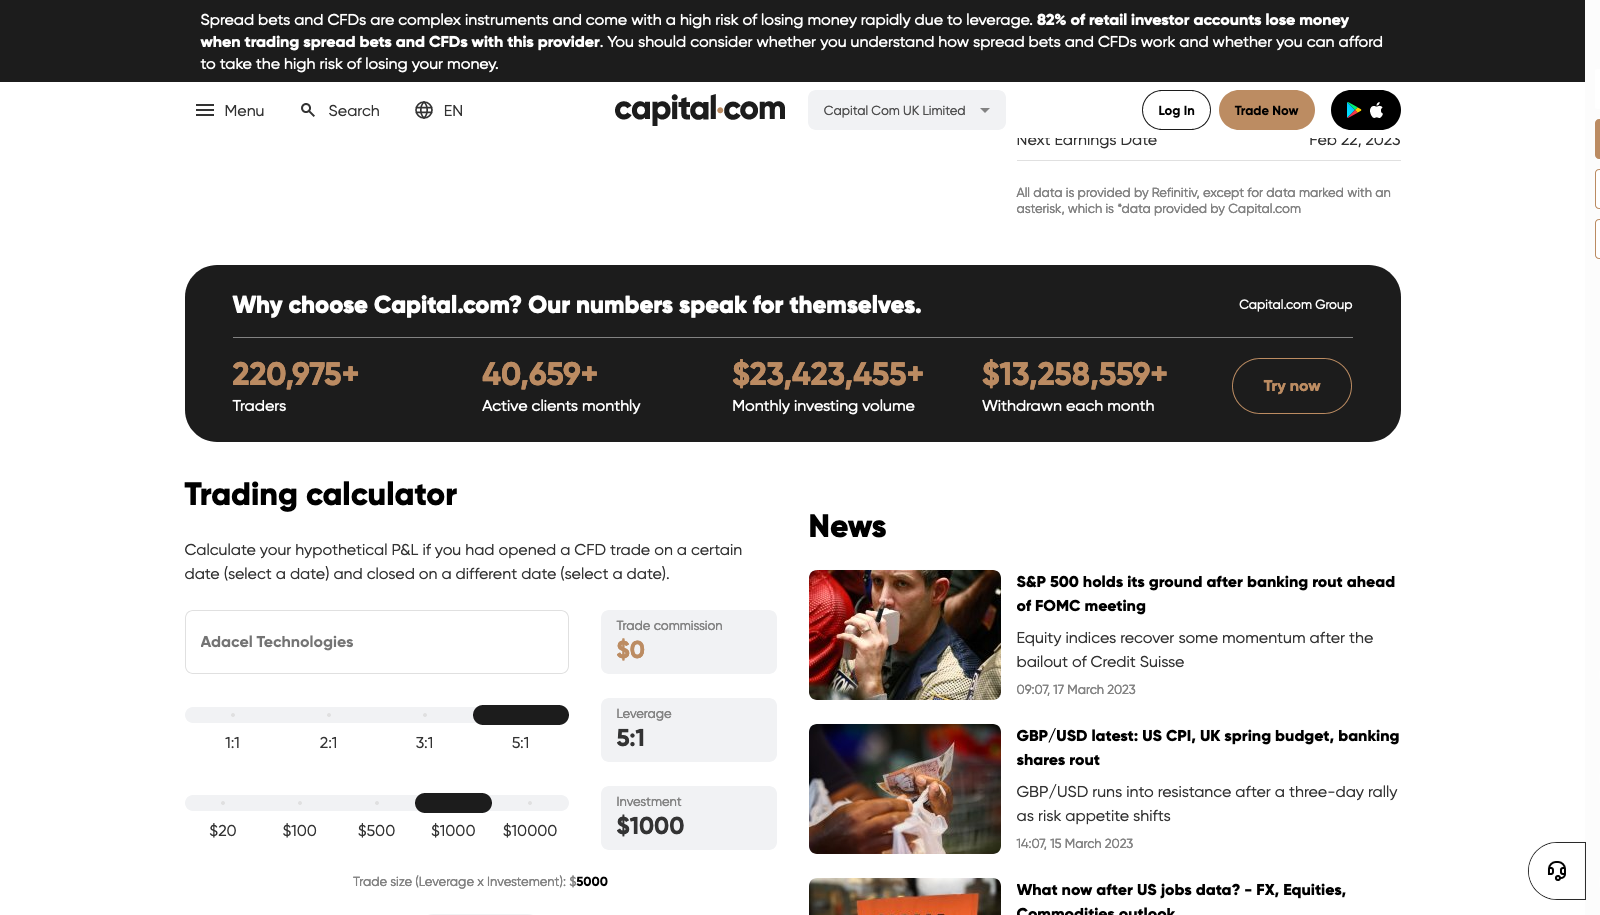 Spread bets and CFDs are complex instruments and come with a high risk of losing money rapidly due to leverage. 82% of retail investor accounts lose money
when trading spread bets and CFDs with this provider. You should consider whether you understand how spread bets and CFDs work and whether you can afford
to take the high risk of losing your money.
Menu
Search
EN
capital.com
Capital Com UK Limited
Log In
Trade Now
Next Earnings Date
Feb 22, 2023
All data is provided by Refinitiv, except for data marked with an
asterisk, which is *data provided by Capital.com
Why choose Capital.com? Our numbers speak for themselves.
Capital.com Group
220,975+
Traders
40,659+
Active clients monthly
$23,423,455+
Monthly investing volume
$13,258,559+
Withdrawn each month
Try now
Trading calculator
Calculate your hypothetical P&L if you had opened a CFD trade on a certain
date (select a date) and closed on a different date (select a date).
Adacel Technologies
Trade commission
$0
1:1
2:1
3:1
5:1
Leverage
5:1
$20
$100
$500
$1000
$10000
Investment
$1000
Trade size (Leverage x Investement): $5000
News
S&P 500 holds its ground after banking rout ahead
of FOMC meeting
Equity indices recover some momentum after the
bailout of Credit Suisse
09:07, 17 March 2023
GBP/USD latest: US CPI, UK spring budget, banking
shares rout
GBP/USD runs into resistance after a three-day rally
as risk appetite shifts
14:07, 15 March 2023
What now after US jobs data? - FX, Equities,
Commodities outlook